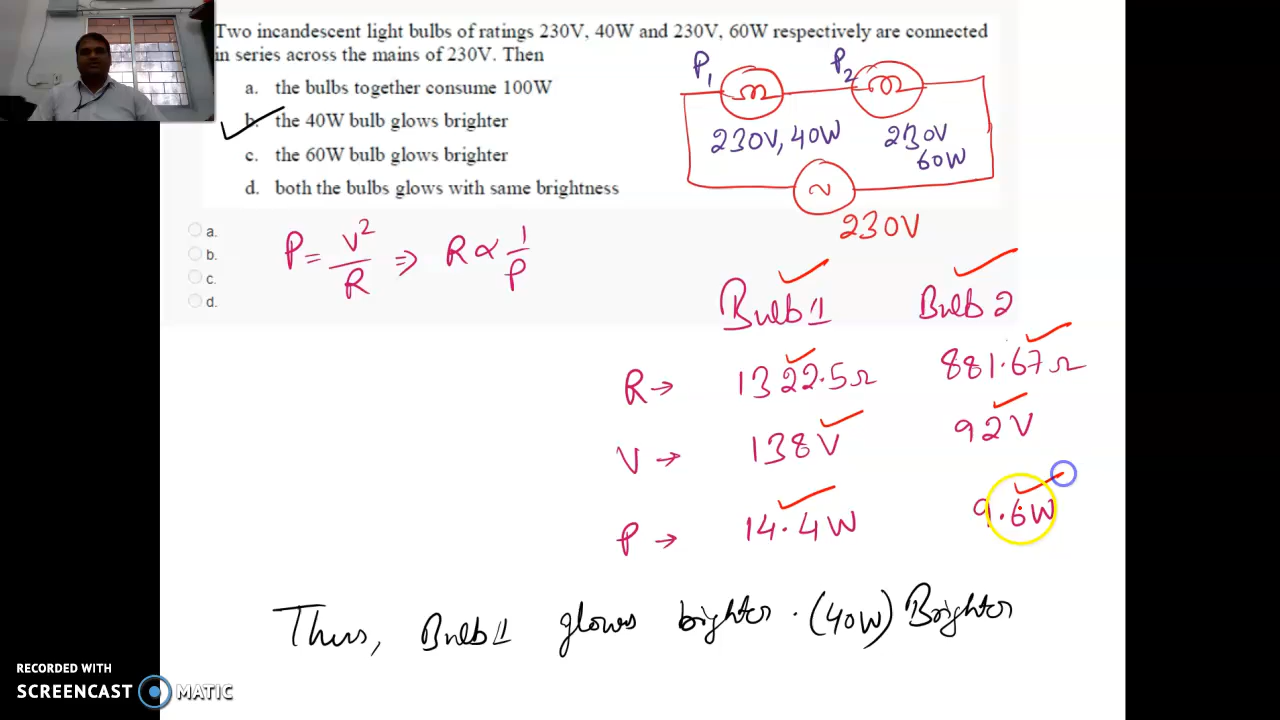 Two incandescent light bulbs of ratings 230V, 40W and 230V, 60W respectively are connected
in series across the mains of 230V. Then
a. the bulbs together consume 100W
b. the 40W bulb glows brighter
c. the 60W bulb glows brighter
d. both the bulbs glows with same brightness
P1
P2
230V, 40W
230V
60W
~
230V
a.
b.
c.
d.
P = V²/R ⇒ R ∝ 1/P
Bulb 1 Bulb 2
R → 1322.5Ω 881.67Ω
V → 138V 92V
P → 14.4W 9.6W
Thus, Bulb 1 glows brighter. (40W) Brighter
RECORDED WITH
SCREENCAST MATIC